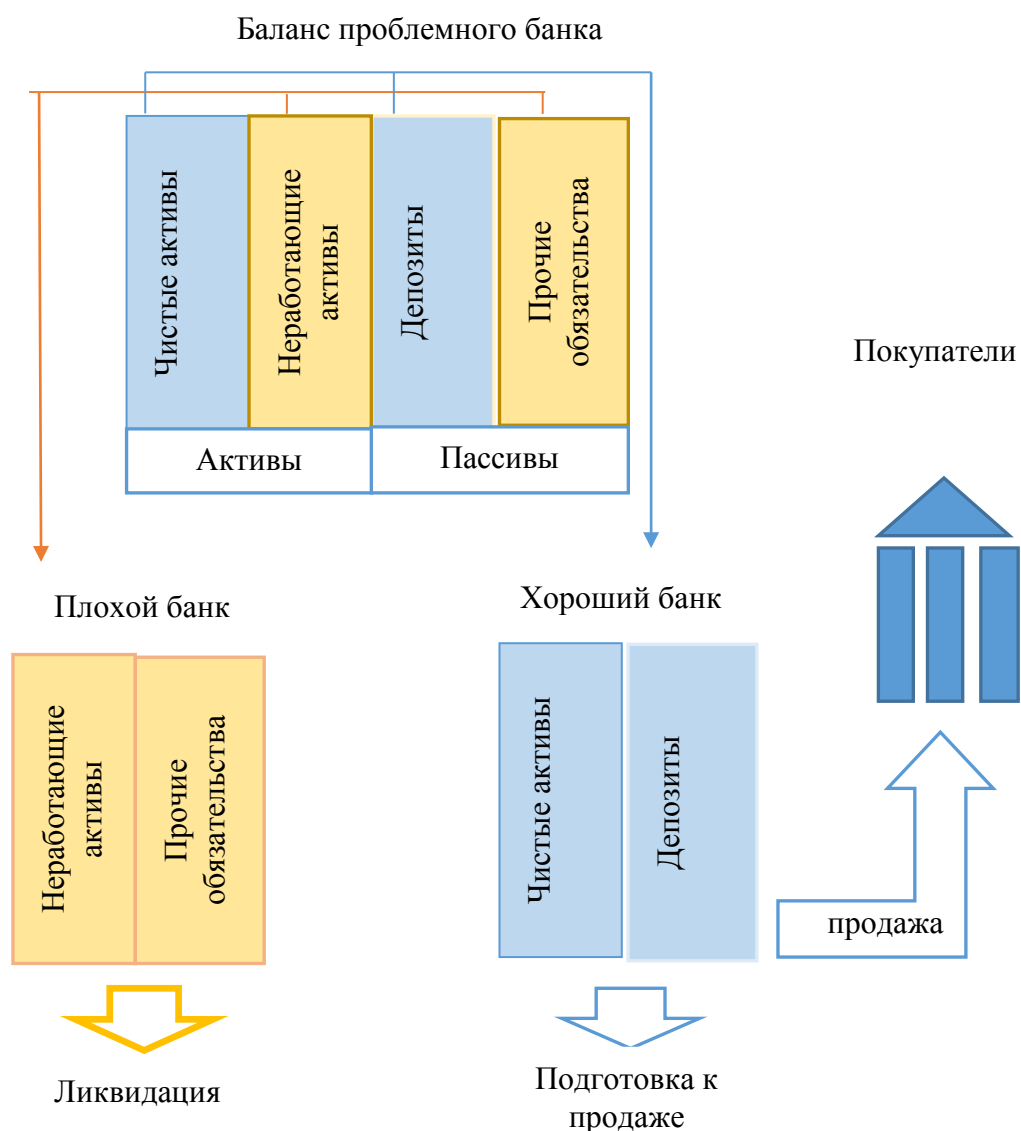 Баланс проблемного банка
Чистые активы
Неработающие
активы
Депозиты
Прочие
обязательства
Активы
Пассивы
Покупатели
Плохой банк
Хороший банк
Неработающие
активы
Прочие
обязательства
Чистые активы
Депозиты
продажа
Ликвидация
Подготовка к
продаже